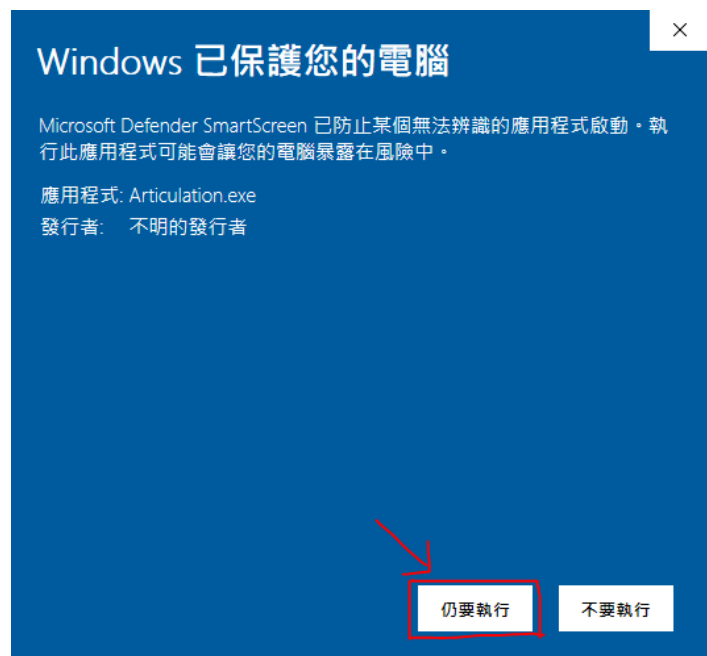 Windows 已保護您的電腦
Microsoft Defender SmartScreen 已防止某個無法辨識的應用程式啟動。執
行此應用程式可能會讓您的電腦暴露在風險中。
應用程式: Articulation.exe
發行者: 不明的發行者
仍要執行 不要執行